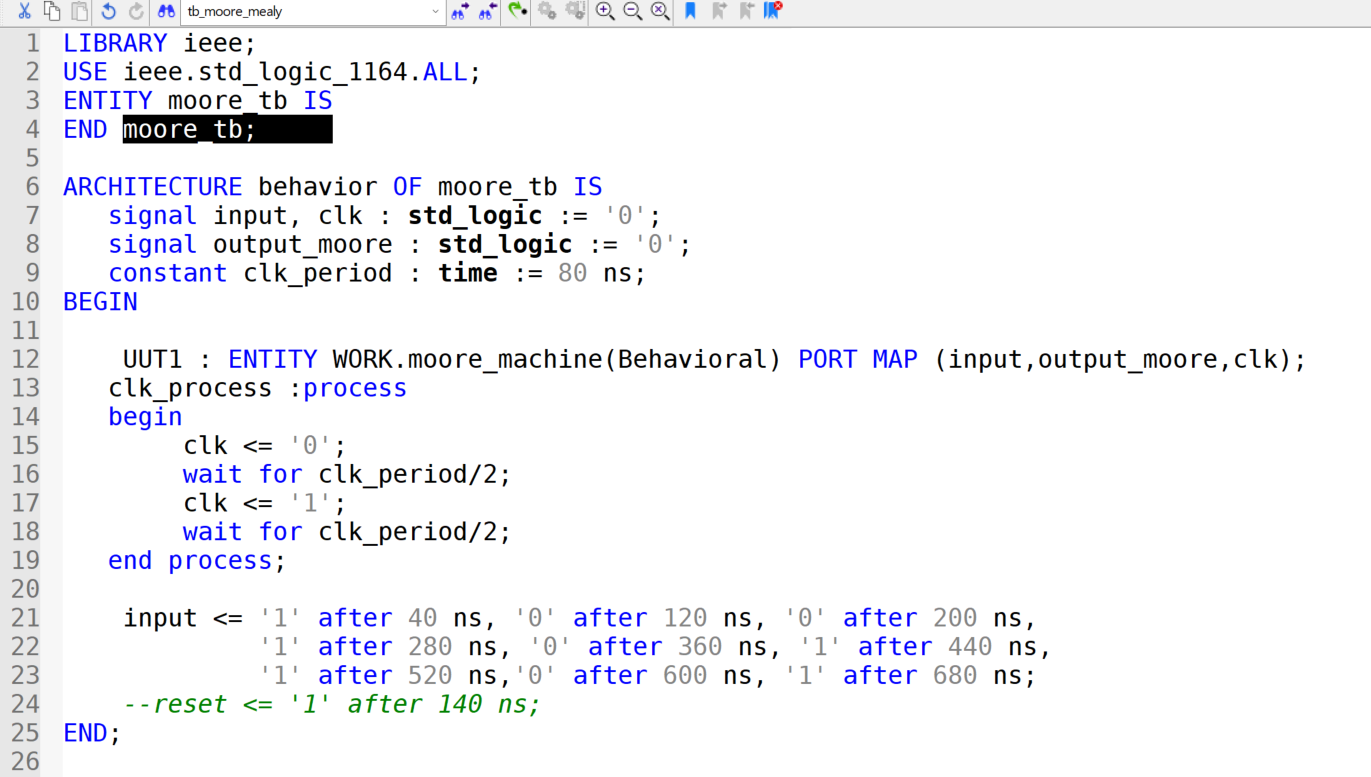 tb_moore_mealy
1 LIBRARY ieee;
2 USE ieee.std_logic_1164.ALL;
3 ENTITY moore_tb IS
4 END moore_tb;
5
6 ARCHITECTURE behavior OF moore_tb IS
7 signal input, clk : std_logic := '0';
8 signal output_moore : std_logic := '0';
9 constant clk_period : time := 80 ns;
10 BEGIN
11
12 UUT1 : ENTITY WORK.moore_machine(Behavioral) PORT MAP (input,output_moore,clk);
13 clk_process :process
14 begin
15 clk <= '0';
16 wait for clk_period/2;
17 clk <= '1';
18 wait for clk_period/2;
19 end process;
20
21 input <= '1' after 40 ns, '0' after 120 ns, '0' after 200 ns,
22 '1' after 280 ns, '0' after 360 ns, '1' after 440 ns,
23 '1' after 520 ns,'0' after 600 ns, '1' after 680 ns;
24 --reset <= '1' after 140 ns;
25 END;
26